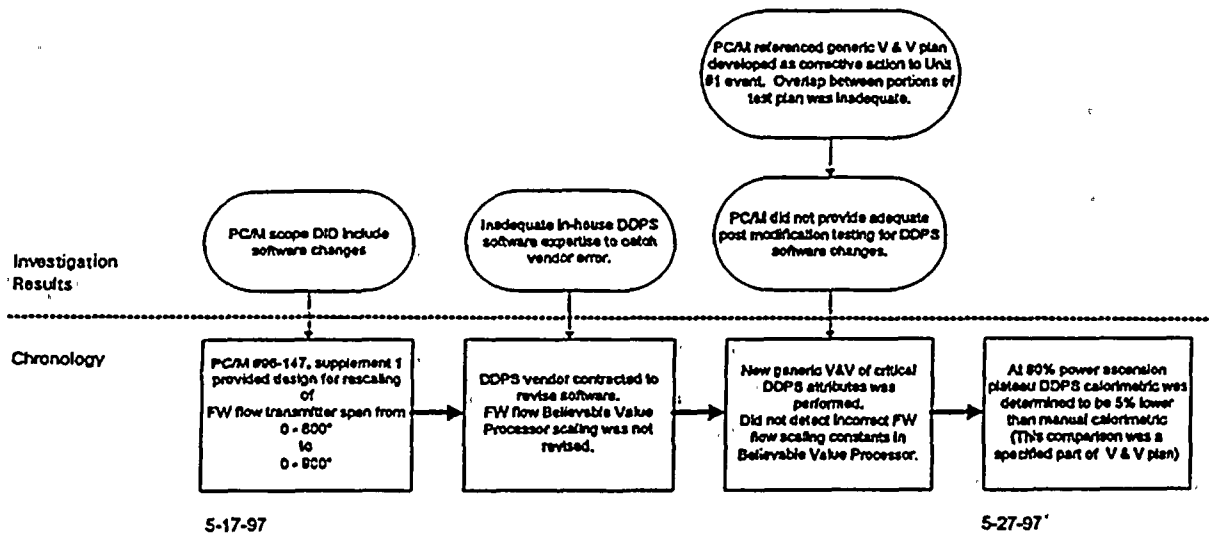 PC/M referenced generic V & V plan
developed as corrective action to Unit
#1 event. Overlap between portions of
test plan was inadequate.
PC/M scope DID include
software changes
Inadequate in-house DDPS
software expertise to catch
vendor error.
PC/M did not provide adequate
post modification testing for DDPS
software changes.
Investigation
Results
Chronology
PC/M #96-147, supplement 1
provided design for rescaling
of
FW flow transmitter span from
0 - 800"
to
0 - 900"
DDPS vendor contracted to
revise software.
FW flow Believable Value
Processor scaling was not
revised.
New generic V&V of critical
DDPS attributes was
performed.
Did not detect incorrect FW
flow scaling constants in
Believable Value Processor.
At 80% power ascension
plateau DDPS calorimetric was
determined to be 5% lower
than manual calorimetric
(This comparison was a
specified part of V & V plan)
5-17-97
5-27-97